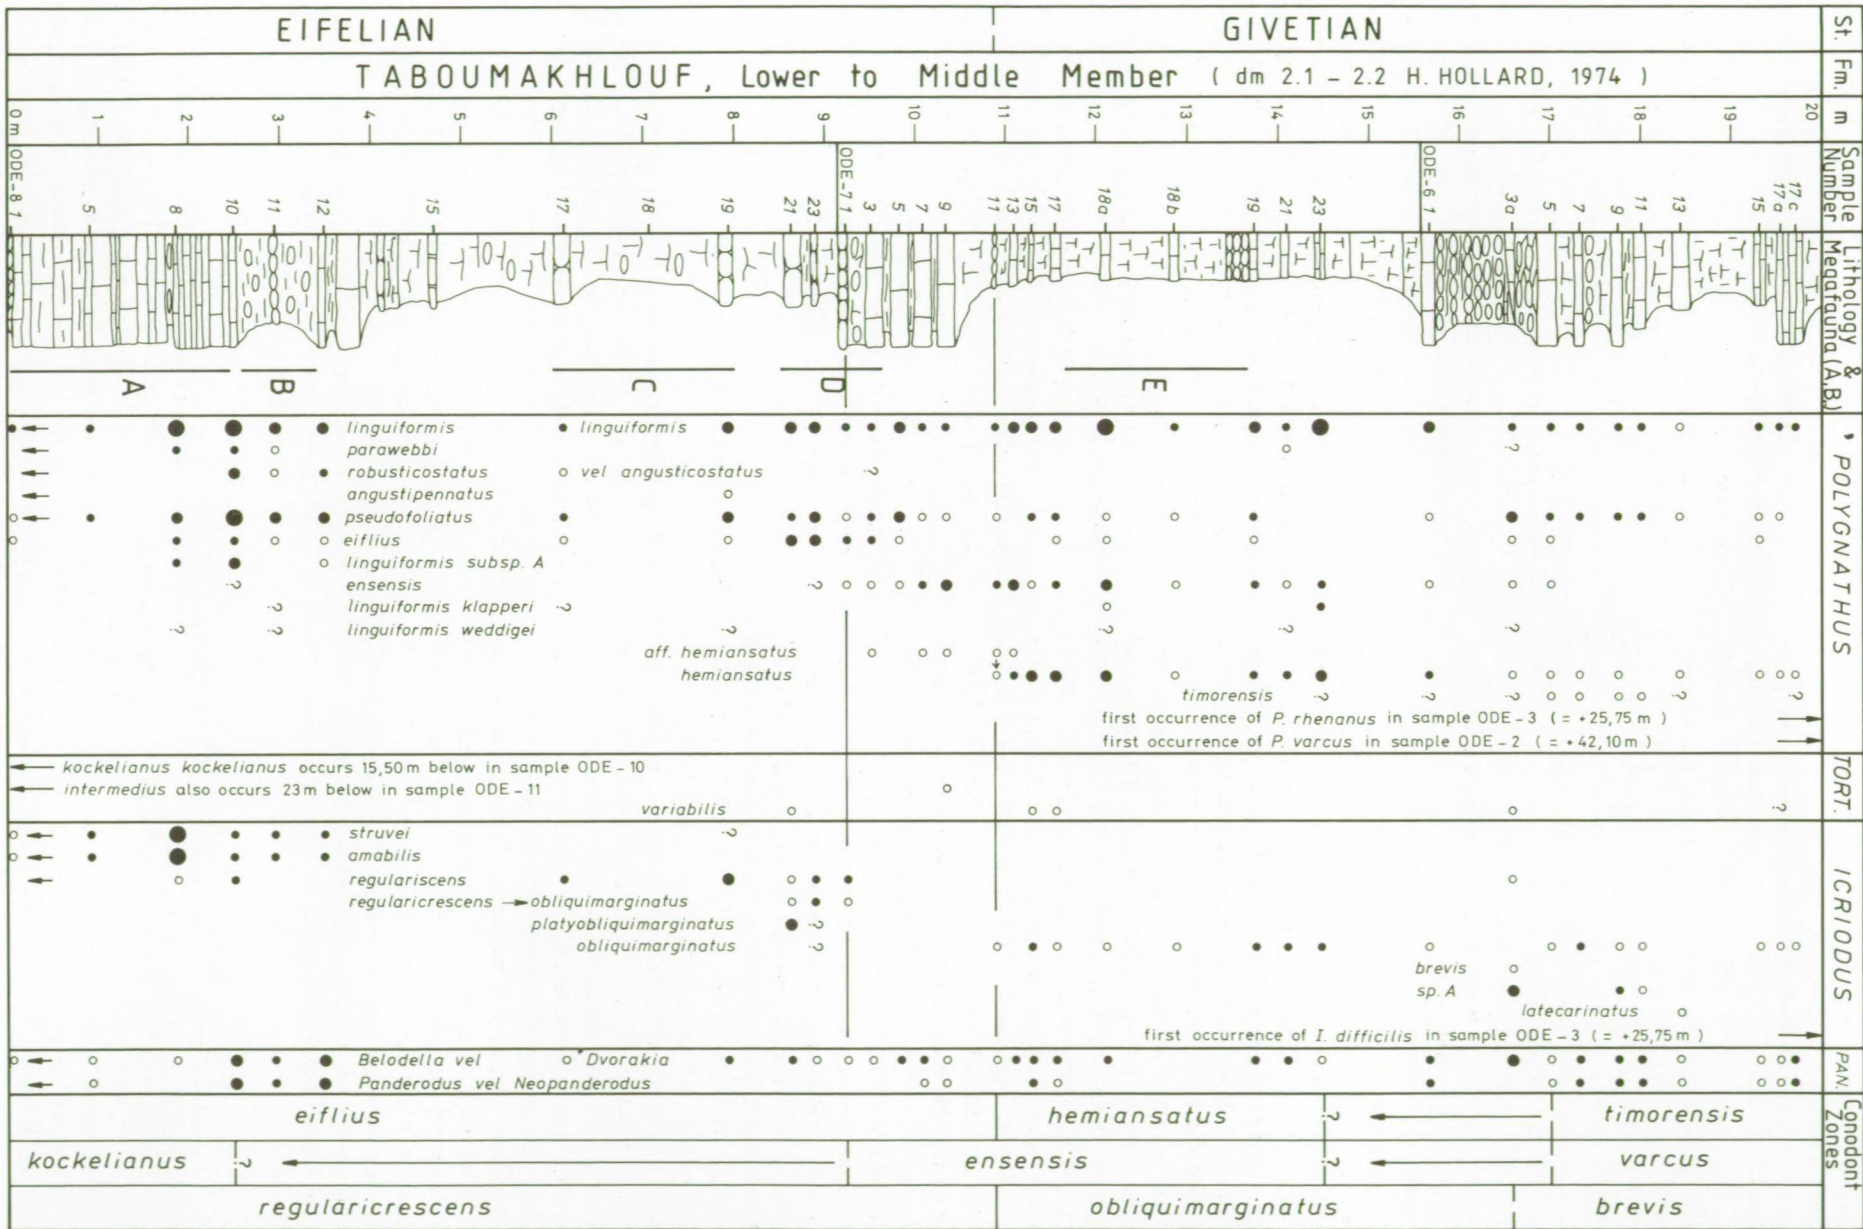 EIFELIAN GIVETIAN St.
TABOUMAKHLOUF, Lower to Middle Member ( dm 2.1 – 2.2 H. HOLLARD, 1974 ) Fm.
0 m 1 2 3 4 5 6 7 8 9 10 11 12 13 14 15 16 17 18 19 20 m
ODE-8 1 5 8 10 11 12 15 17 18 19 21 23 ODE-7 1 3 5 7 9 11 13 15 17 18a 18b 19 21 23 ODE-6 1 3a 5 7 9 11 13 15 17a 17c Sample Number
Lithology & Megafauna (A,B,)
A B C D E
POLYGNATHUS
linguiformis linguiformis
parawebbi ?
robusticostatus vel angusticostatus ?
angustipennatus
pseudofoliatus
eiflius
linguiformis subsp. A
? ensensis ?
? linguiformis klapperi ?
? ? linguiformis weddigei ? ? ? ?
aff. hemiansatus
hemiansatus
timorensis ? ? ? ? ?
first occurrence of P. rhenanus in sample ODE-3 ( = +25,75 m )
first occurrence of P. varcus in sample ODE-2 ( = +42,10 m )
TORT.
kockelianus kockelianus occurs 15,50 m below in sample ODE-10
intermedius also occurs 23 m below in sample ODE-11
variabilis ?
ICRIODUS
struvei ?
amabilis
regulariscens
regularicrescens → obliquimarginatus
platyobliquimarginatus ?
obliquimarginatus ?
brevis
sp. A
latecarinatus
first occurrence of I. difficilis in sample ODE-3 ( = +25,75 m )
PAN.
Belodella vel Dvorakia
Panderodus vel Neopanderodus
Conodont Zones
eiflius hemiansatus ? timorensis
kockelianus ? ensensis ? varcus
regularicrescens obliquimarginatus brevis